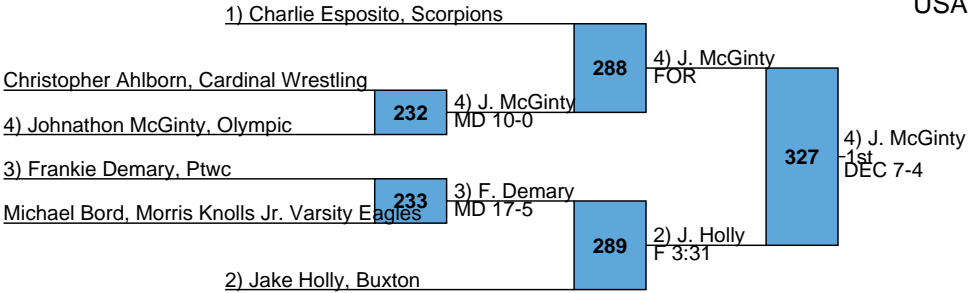 USA
1) Charlie Esposito, Scorpions
288
4) J. McGinty
FOR
Christopher Ahlborn, Cardinal Wrestling
232
4) J. McGinty
MD 10-0
4) Johnathon McGinty, Olympic
327
4) J. McGinty
1st
DEC 7-4
3) Frankie Demary, Ptwc
233
3) F. Demary
MD 17-5
Michael Bord, Morris Knolls Jr. Varsity Eagles
289
2) J. Holly
F 3:31
2) Jake Holly, Buxton